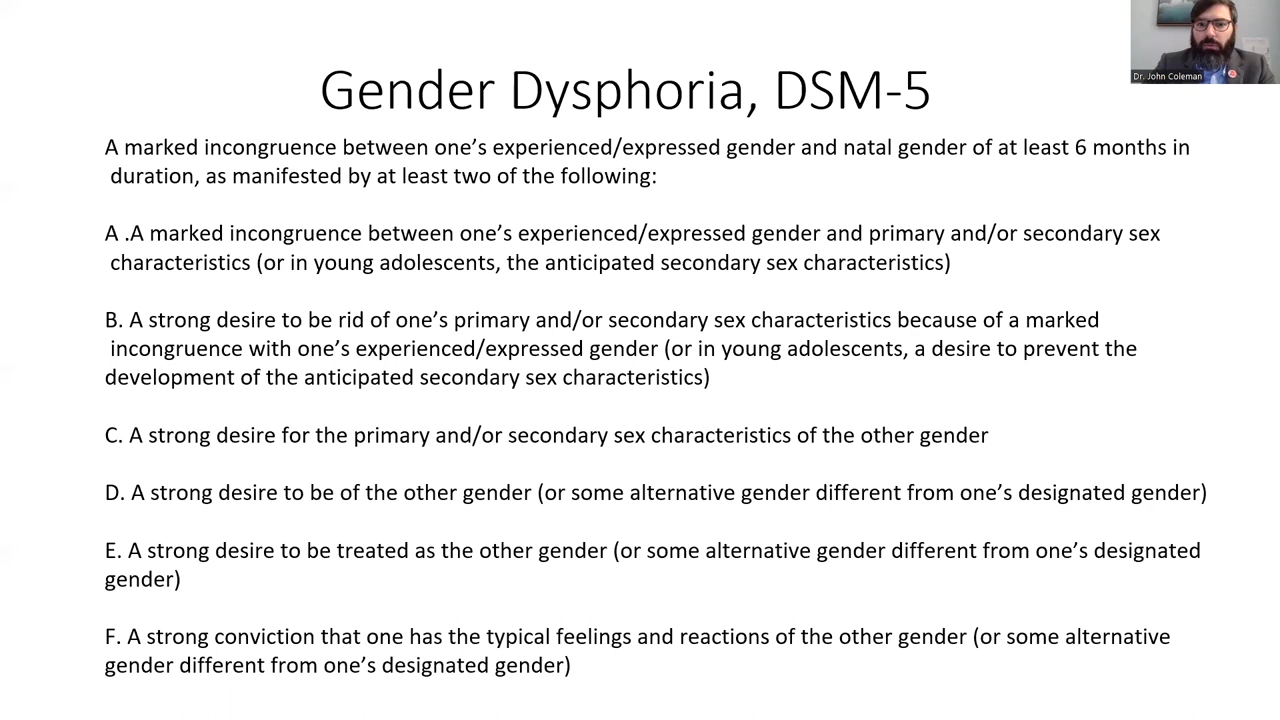 Gender Dysphoria, DSM-5
Dr. John Coleman
A marked incongruence between one’s experienced/expressed gender and natal gender of at least 6 months in
duration, as manifested by at least two of the following:
A .A marked incongruence between one’s experienced/expressed gender and primary and/or secondary sex
characteristics (or in young adolescents, the anticipated secondary sex characteristics)
B. A strong desire to be rid of one’s primary and/or secondary sex characteristics because of a marked
incongruence with one’s experienced/expressed gender (or in young adolescents, a desire to prevent the
development of the anticipated secondary sex characteristics)
C. A strong desire for the primary and/or secondary sex characteristics of the other gender
D. A strong desire to be of the other gender (or some alternative gender different from one’s designated gender)
E. A strong desire to be treated as the other gender (or some alternative gender different from one’s designated
gender)
F. A strong conviction that one has the typical feelings and reactions of the other gender (or some alternative
gender different from one’s designated gender)